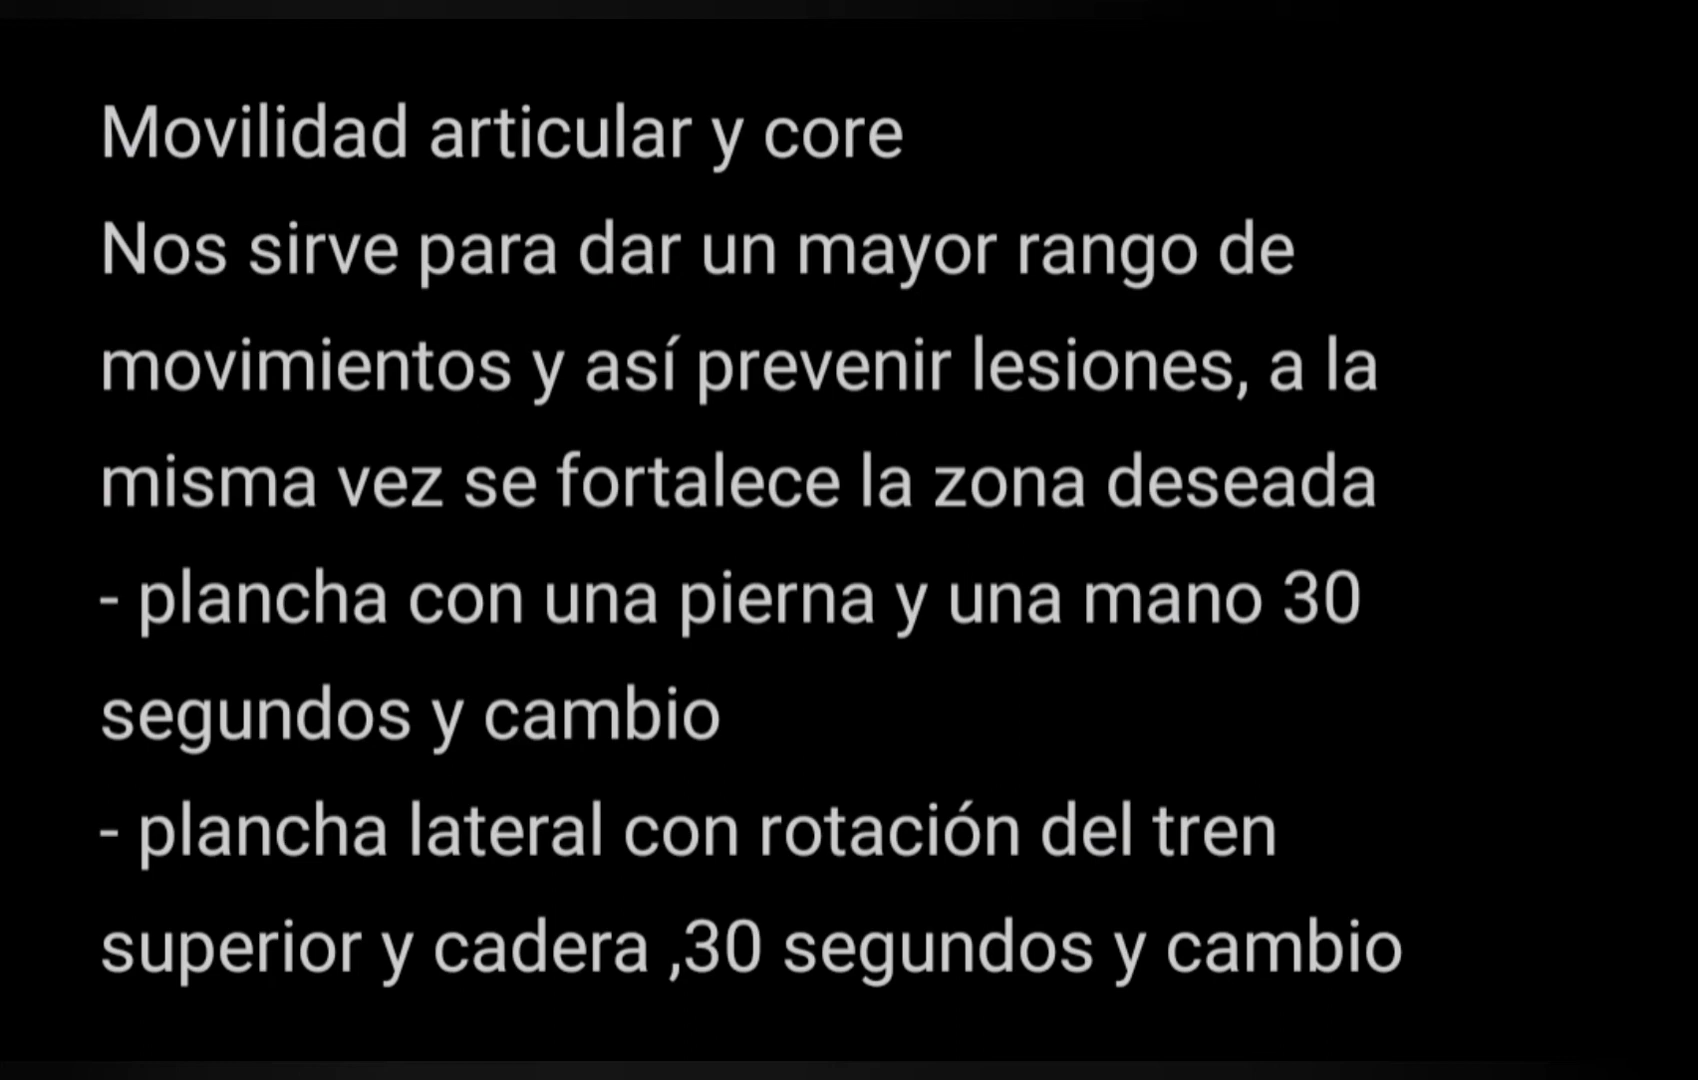 Movilidad articular y core
Nos sirve para dar un mayor rango de
movimientos y así prevenir lesiones, a la
misma vez se fortalece la zona deseada
- plancha con una pierna y una mano 30
segundos y cambio
- plancha lateral con rotación del tren
superior y cadera ,30 segundos y cambio